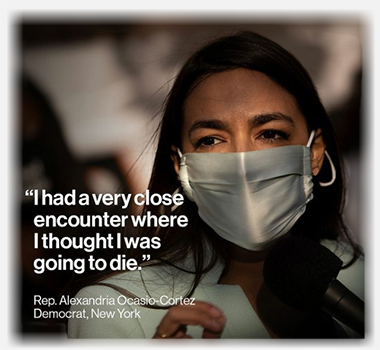 “I had a very close
encounter where
I thought I was
going to die.”
Rep. Alexandria Ocasio-Cortez
Democrat, New York